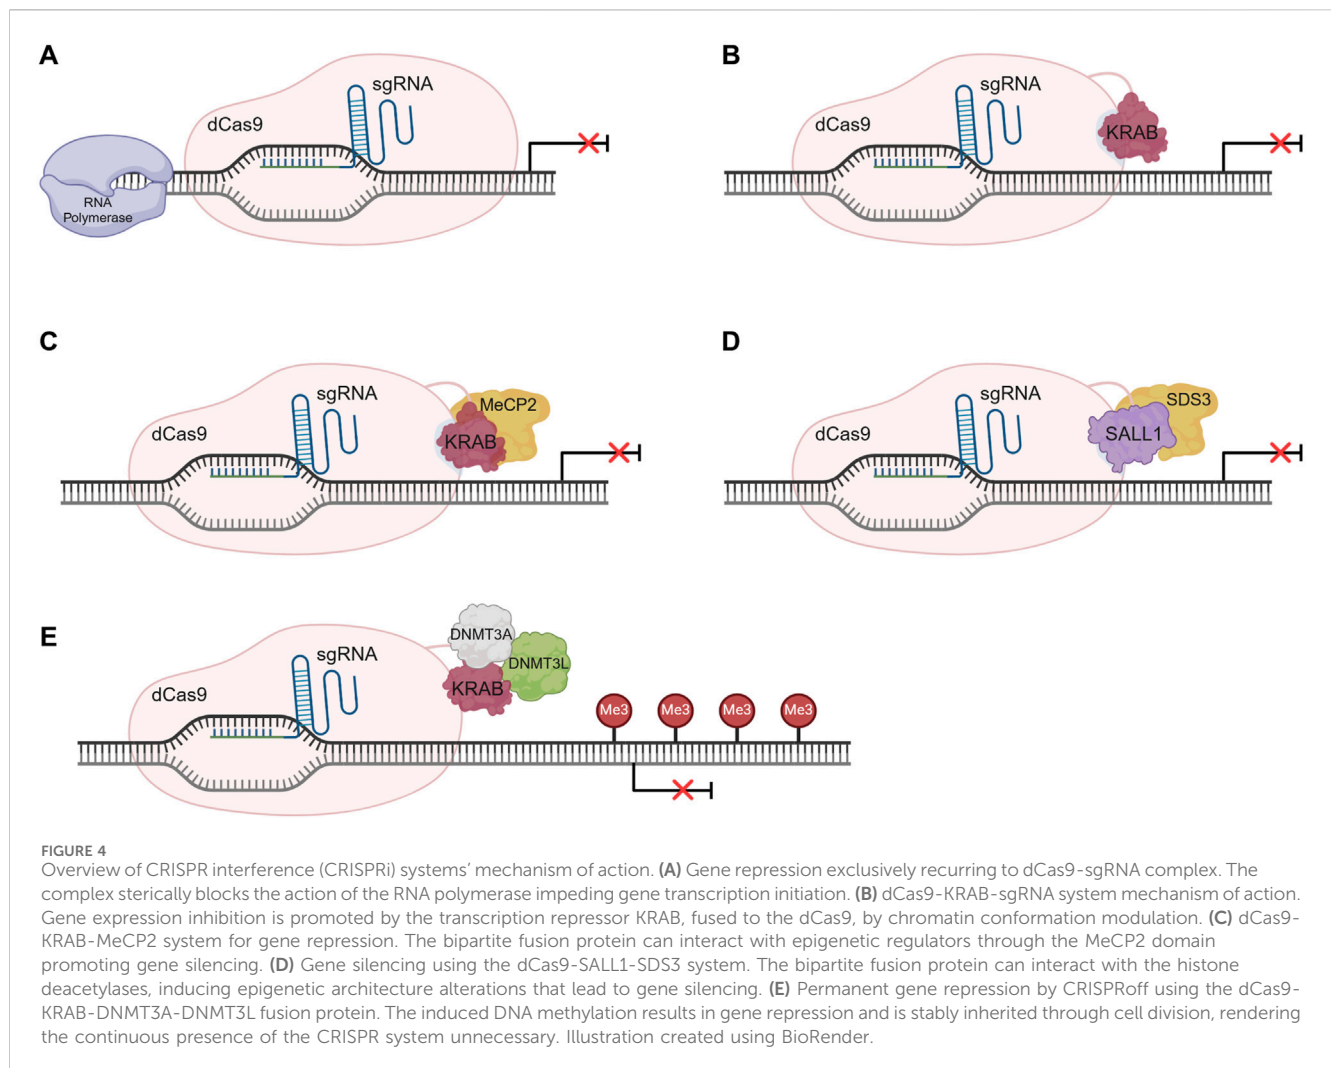 A
sgRNA
dCas9
RNA
Polymerase
B
sgRNA
dCas9
KRAB
C
sgRNA
dCas9
MeCP2
KRAB
D
sgRNA
dCas9
SDS3
SALL1
E
sgRNA
dCas9
DNMT3A
DNMT3L
KRAB
Me3
Me3
Me3
Me3
FIGURE 4
Overview of CRISPR interference (CRISPRi) systems' mechanism of action. (A) Gene repression exclusively recurring to dCas9-sgRNA complex. The
complex sterically blocks the action of the RNA polymerase impeding gene transcription initiation. (B) dCas9-KRAB-sgRNA system mechanism of action.
Gene expression inhibition is promoted by the transcription repressor KRAB, fused to the dCas9, by chromatin conformation modulation. (C) dCas9-
KRAB-MeCP2 system for gene repression. The bipartite fusion protein can interact with epigenetic regulators through the MeCP2 domain
promoting gene silencing. (D) Gene silencing using the dCas9-SALL1-SDS3 system. The bipartite fusion protein can interact with the histone
deacetylases, inducing epigenetic architecture alterations that lead to gene silencing. (E) Permanent gene repression by CRISPRoff using the dCas9-
KRAB-DNMT3A-DNMT3L fusion protein. The induced DNA methylation results in gene repression and is stably inherited through cell division, rendering
the continuous presence of the CRISPR system unnecessary. Illustration created using BioRender.